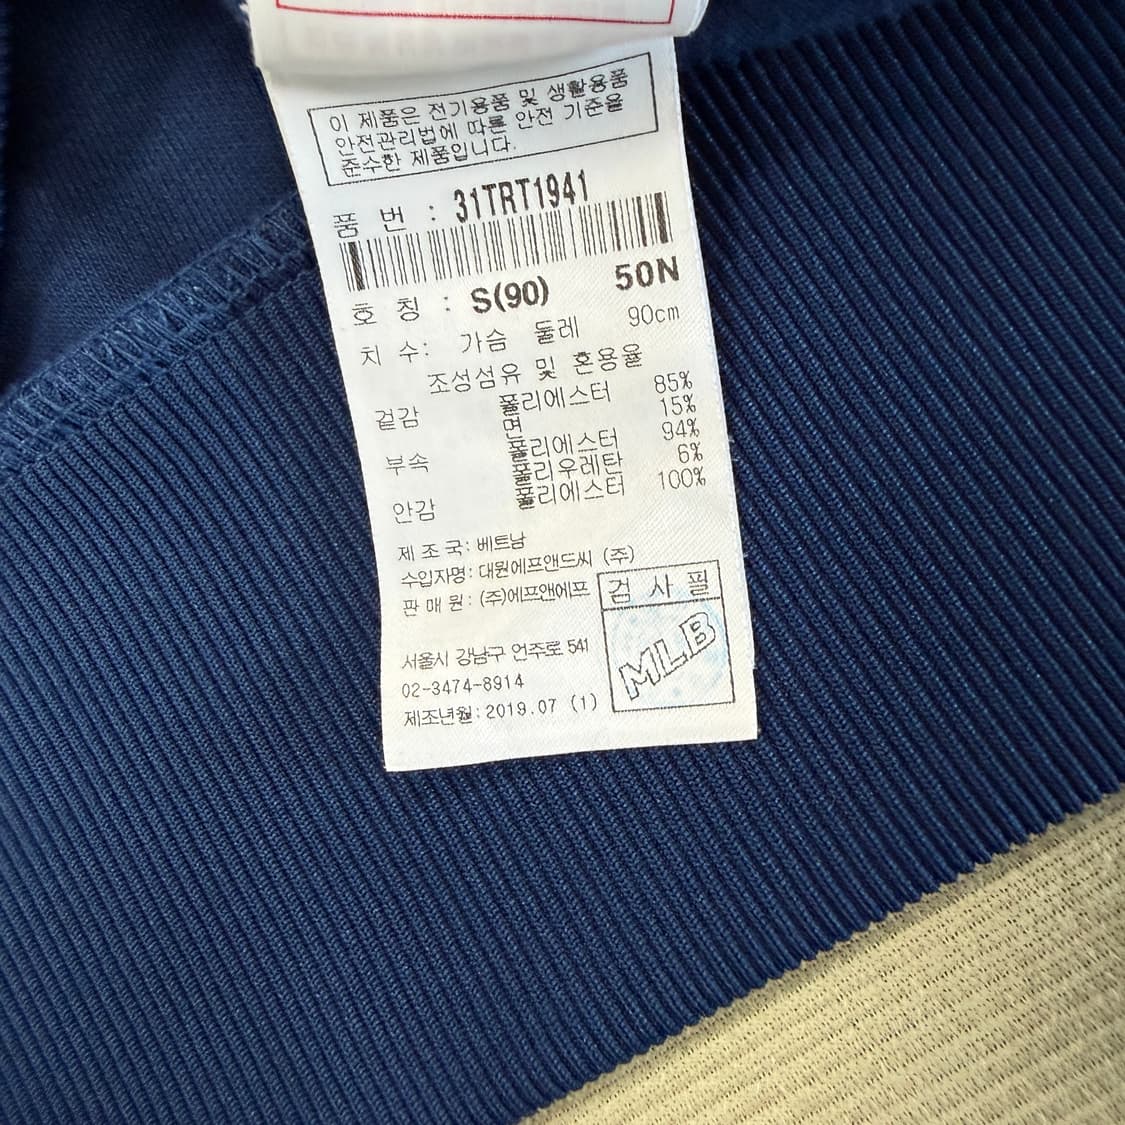 이 제품은 전기용품 및 생활용품
안전관리법에 따른 안전 기준을
준수한 제품입니다.
품 번 : 31TRT1941
호 칭 : S(90) 50N
치 수: 가슴 둘레 90cm
조성섬유 및 혼용율
겉감 폴리에스터 85%
면 15%
부속 폴리에스터 94%
폴리우레탄 6%
안감 폴리에스터 100%
제 조 국: 베트남
수입자명: 대원에프앤드씨 (주)
판 매 원: (주)에프앤에프
검 사 필
MLB
서울시 강남구 언주로 541
02-3474-8914
제조년월: 2019.07 (1)